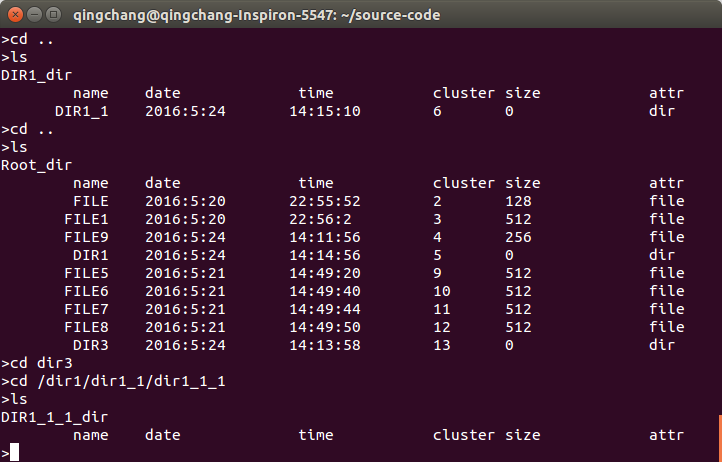 qingchang@qingchang-Inspiron-5547: ~/source-code
>cd ..
>ls
DIR1_dir
name date time cluster size attr
DIR1_1 2016:5:24 14:15:10 6 0 dir
>cd ..
>ls
Root_dir
name date time cluster size attr
FILE 2016:5:20 22:55:52 2 128 file
FILE1 2016:5:20 22:56:2 3 512 file
FILE9 2016:5:24 14:11:56 4 256 file
DIR1 2016:5:24 14:14:56 5 0 dir
FILE5 2016:5:21 14:49:20 9 512 file
FILE6 2016:5:21 14:49:40 10 512 file
FILE7 2016:5:21 14:49:44 11 512 file
FILE8 2016:5:21 14:49:50 12 512 file
DIR3 2016:5:24 14:13:58 13 0 dir
>cd dir3
>cd /dir1/dir1_1/dir1_1_1
>ls
DIR1_1_1_dir
name date time cluster size attr
>